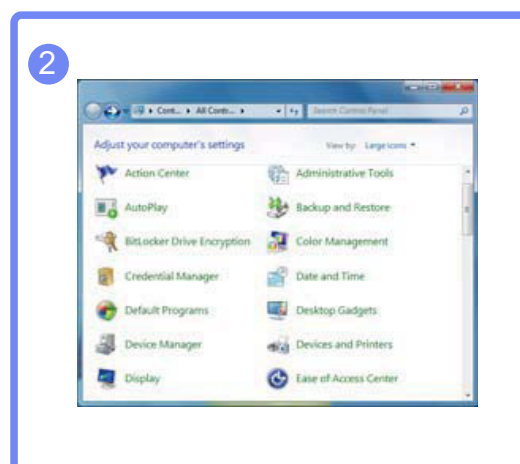 2
Cont... All Contr... Search Control Panel
Adjust your computer's settings View by: Large icons
Action Center Administrative Tools
AutoPlay Backup and Restore
BitLocker Drive Encryption Color Management
Credential Manager Date and Time
Default Programs Desktop Gadgets
Device Manager Devices and Printers
Display Ease of Access Center